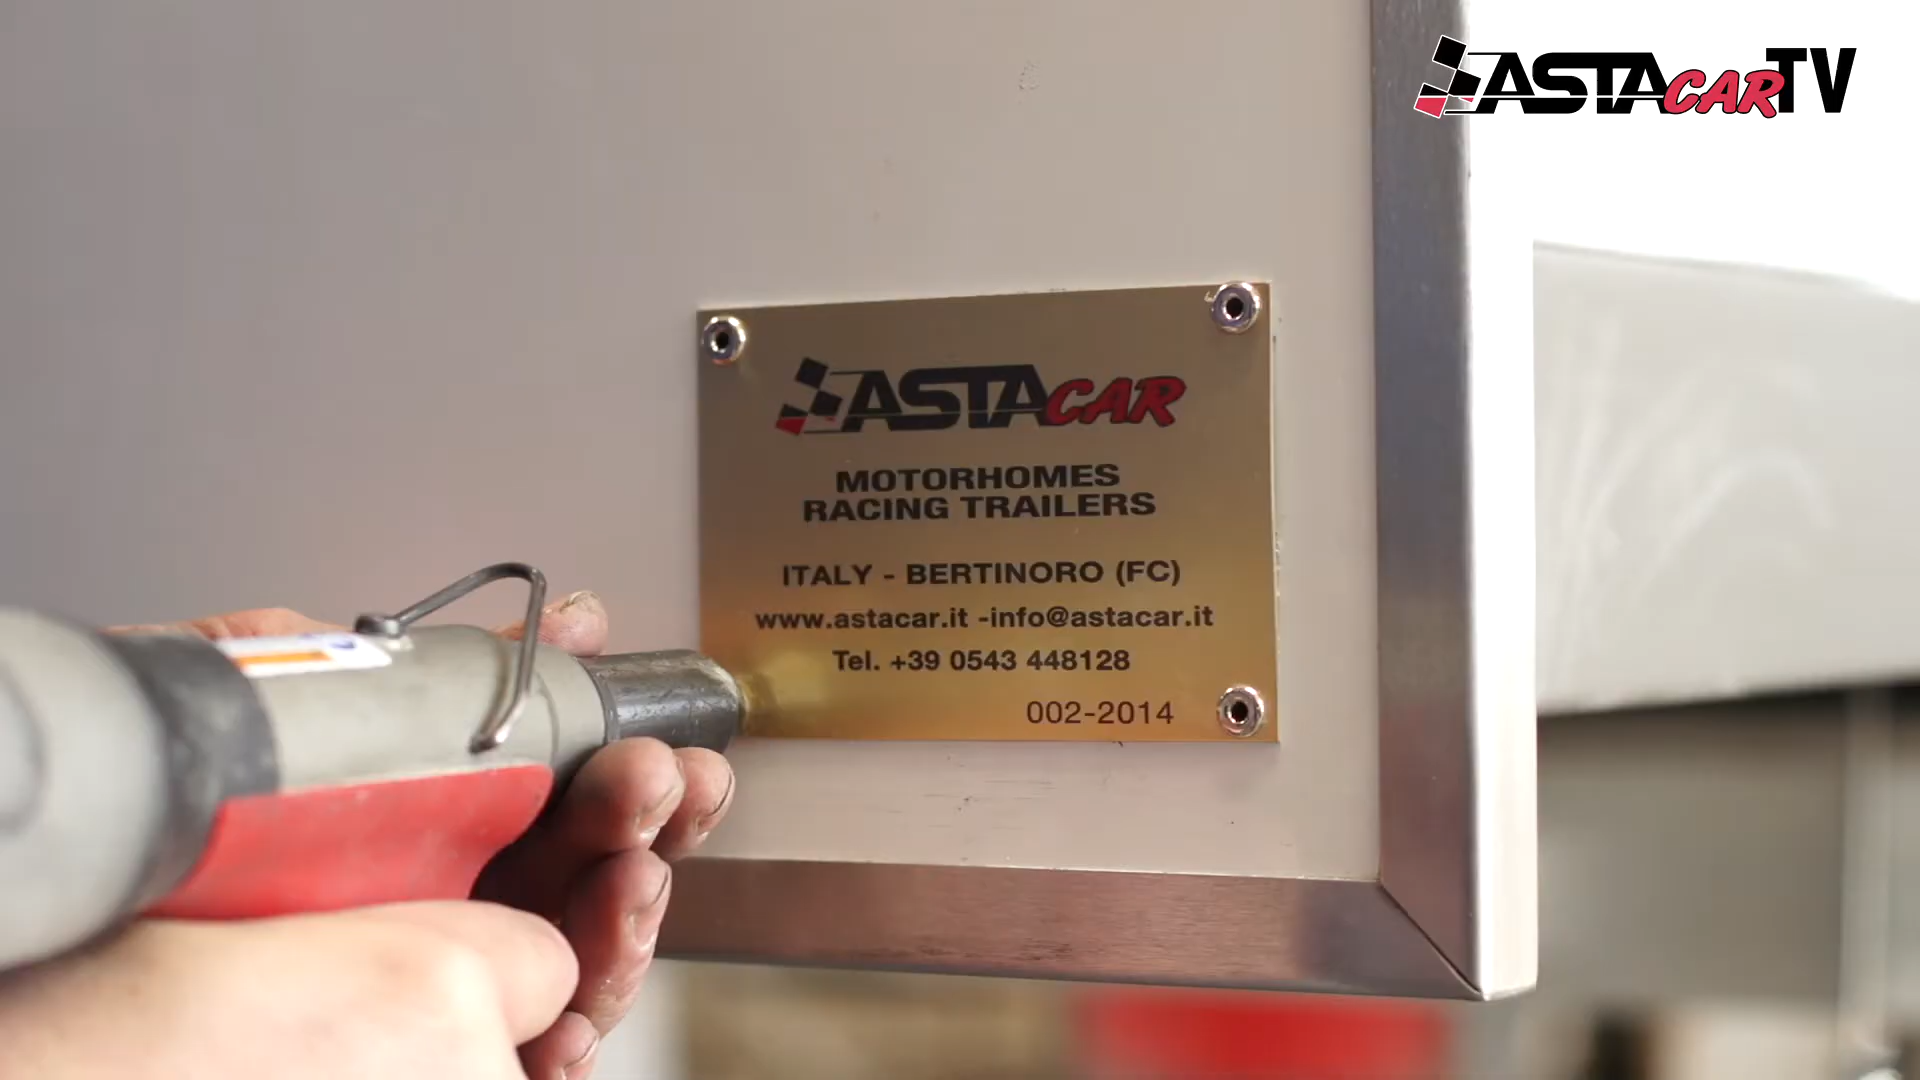 ASTACARTV
ASTACAR
MOTORHOMES
RACING TRAILERS
ITALY - BERTINORO (FC)
www.astacar.it -info@astacar.it
Tel. +39 0543 448128
002-2014